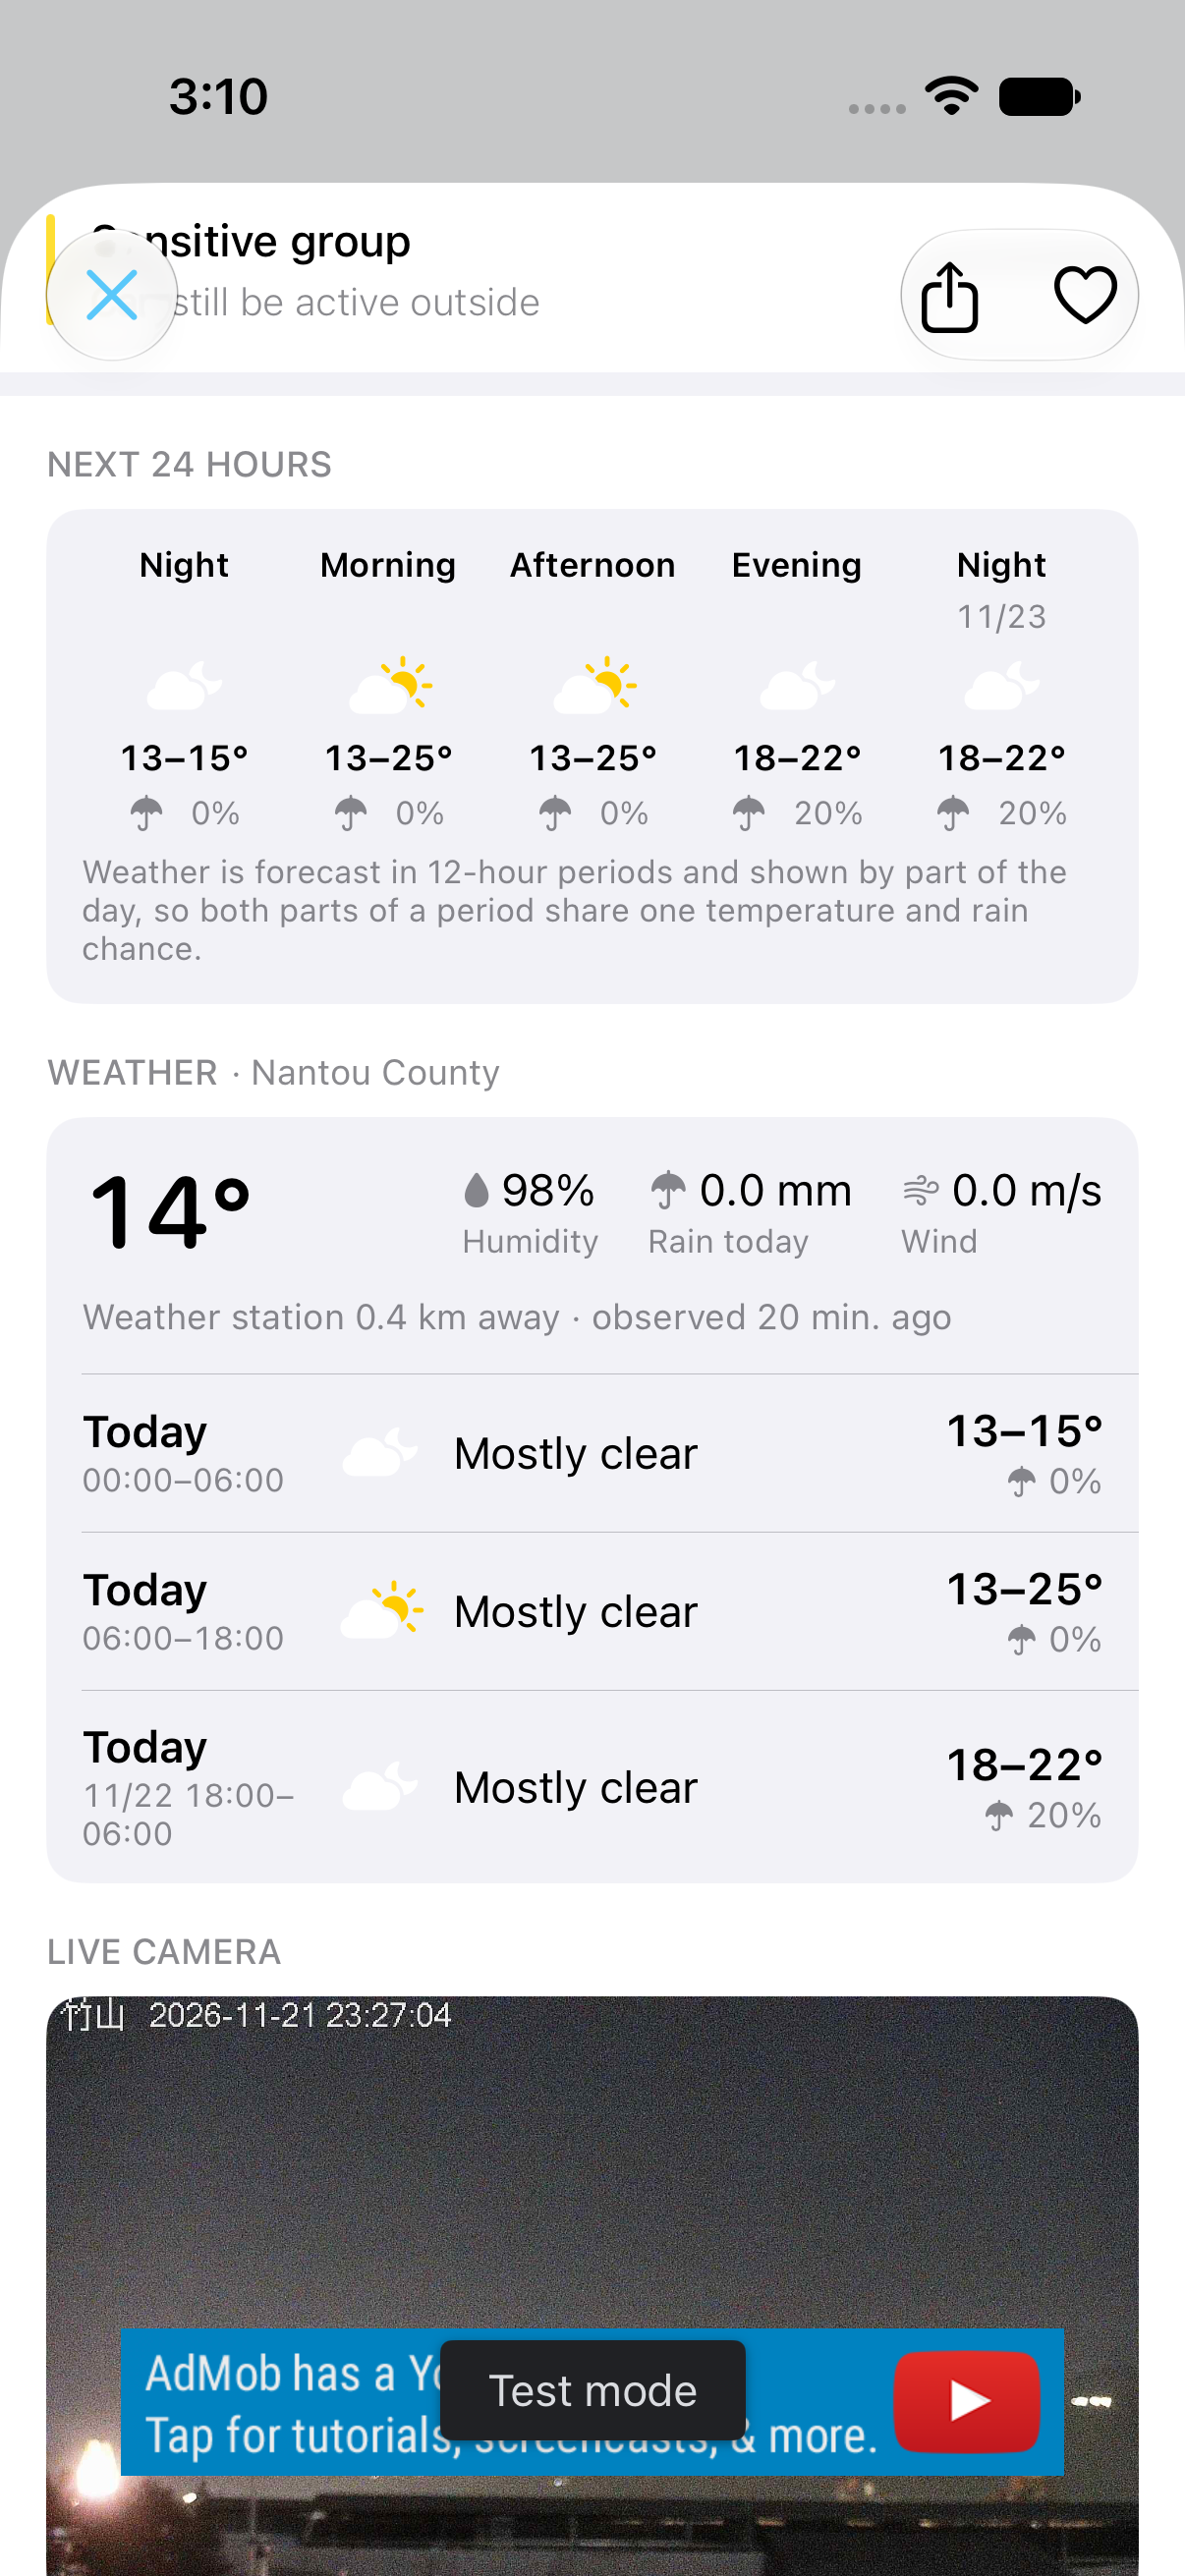 3:10
Sensitive group
still be active outside
NEXT 24 HOURS
Night Morning Afternoon Evening Night
11/23
13–15° 13–25° 13–25° 18–22° 18–22°
0% 0% 0% 20% 20%
Weather is forecast in 12-hour periods and shown by part of the
day, so both parts of a period share one temperature and rain
chance.
WEATHER · Nantou County
14°
98% 0.0 mm 0.0 m/s
Humidity Rain today Wind
Weather station 0.4 km away · observed 20 min. ago
Today
00:00–06:00
Mostly clear
13–15°
0%
Today
06:00–18:00
Mostly clear
13–25°
0%
Today
11/22 18:00–
06:00
Mostly clear
18–22°
20%
LIVE CAMERA
竹山 2026-11-21 23:27:04
AdMob has a
Test mode
Tap for tutorials, screencasts, & more.